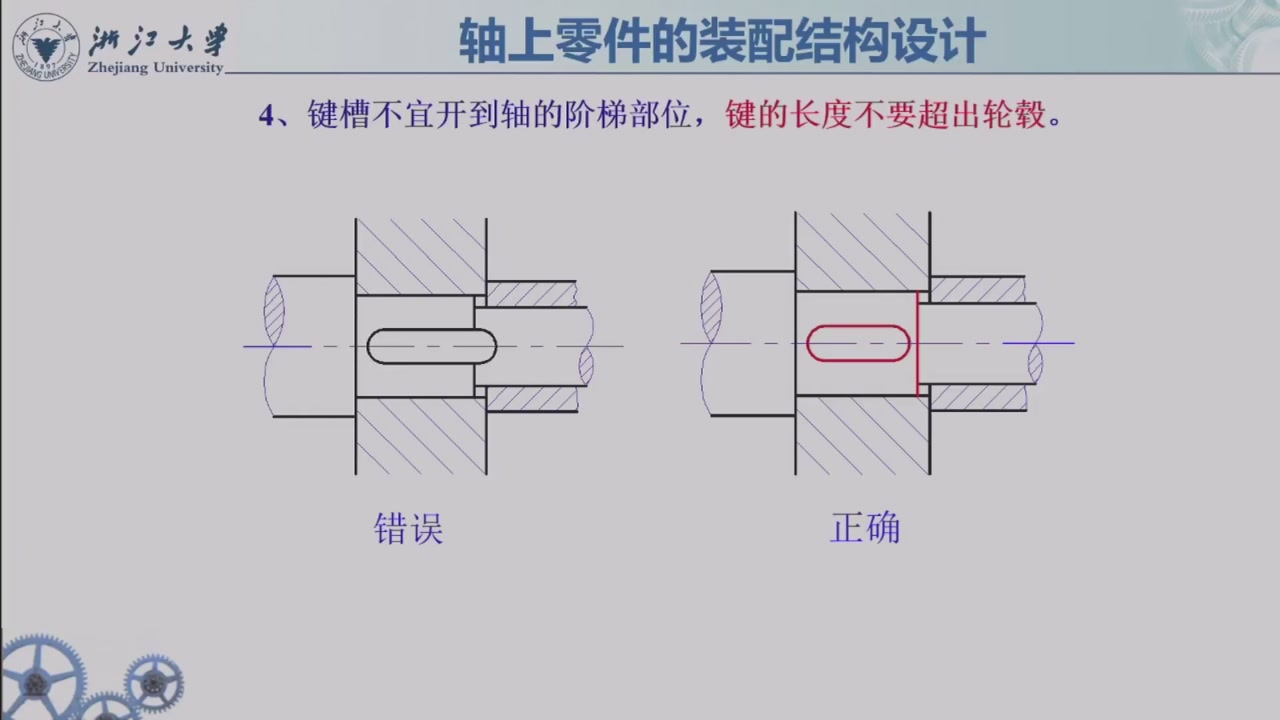 浙江大学
Zhejiang University
轴上零件的装配结构设计
4、键槽不宜开到轴的阶梯部位，键的长度不要超出轮毂。
错误
正确